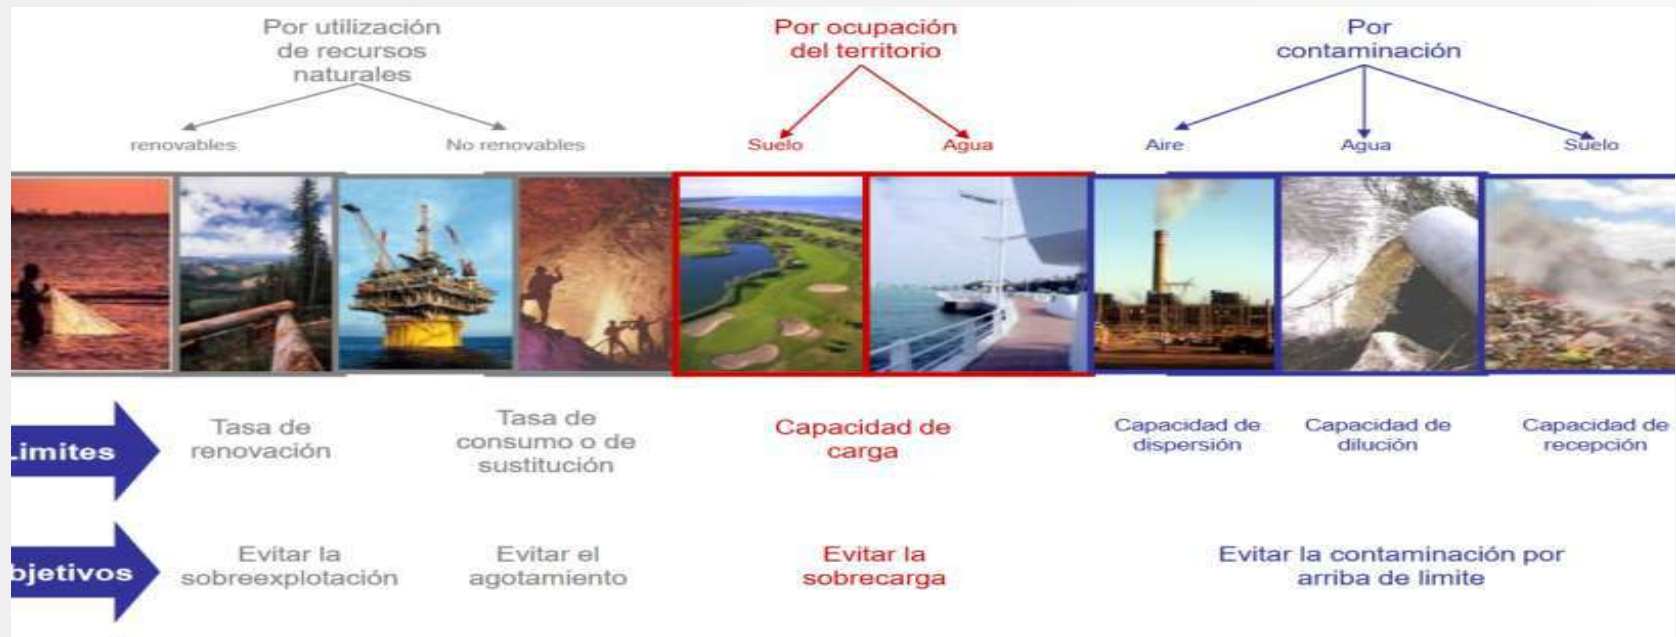 Por utilización
de recursos
naturales
Por ocupación
del territorio
Por
contaminación
renovables
No renovables
Suelo
Agua
Aire
Agua
Suelo
Limites
Tasa de
renovación
Tasa de
consumo o de
sustitución
Capacidad de
carga
Capacidad de
dispersión
Capacidad de
dilución
Capacidad de
recepción
bjetivos
Evitar la
sobreexplotación
Evitar el
agotamiento
Evitar la
sobrecarga
Evitar la contaminación por
arriba de limite